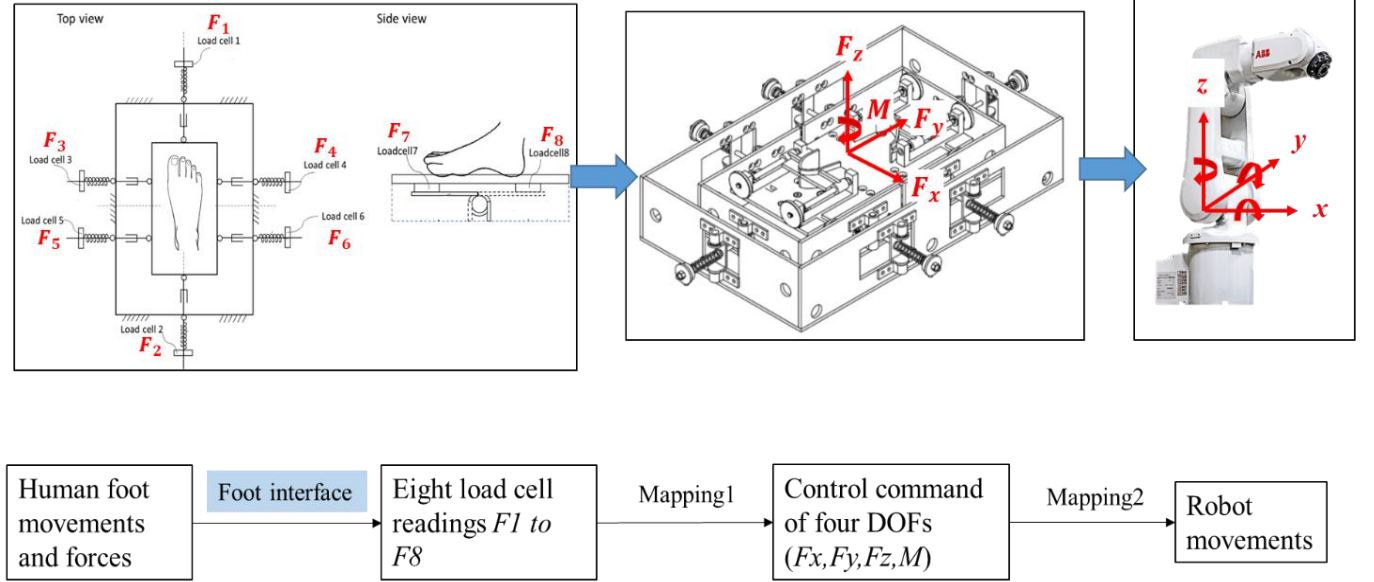 Top view
F1
Load cell 1
F3
Load cell 3
F4
Load cell 4
Load cell 5
F5
Load cell 6
F6
Load cell 2
F2
Side view
F7
Loadcell7
F8
Loadcell8
Fz
M
Fy
Fx
ABB
z
y
x
Human foot
movements
and forces
Foot interface
Eight load cell
readings F1 to
F8
Mapping1
Control command
of four DOFs
(Fx,Fy,Fz,M)
Mapping2
Robot
movements